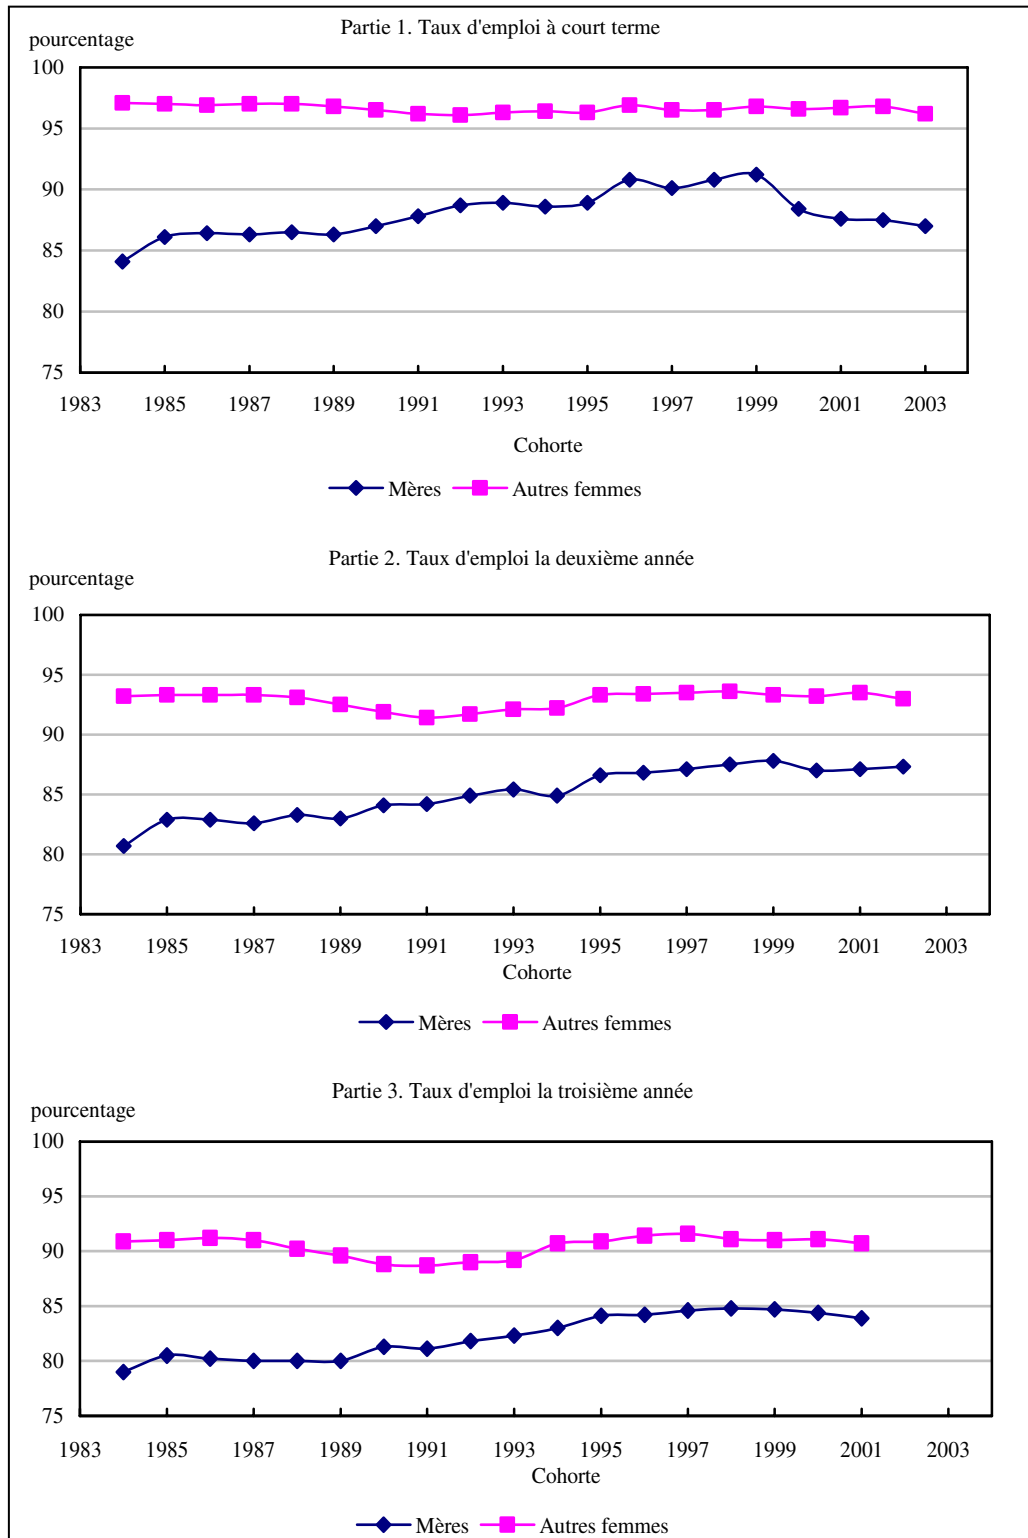 Partie 1. Taux d'emploi à court terme
pourcentage
100
95
90
85
80
75
1983 1985 1987 1989 1991 1993 1995 1997 1999 2001 2003
Cohorte
Mères Autres femmes
Partie 2. Taux d'emploi la deuxième année
pourcentage
100
95
90
85
80
75
1983 1985 1987 1989 1991 1993 1995 1997 1999 2001 2003
Cohorte
Mères Autres femmes
Partie 3. Taux d'emploi la troisième année
pourcentage
100
95
90
85
80
75
1983 1985 1987 1989 1991 1993 1995 1997 1999 2001 2003
Cohorte
Mères Autres femmes